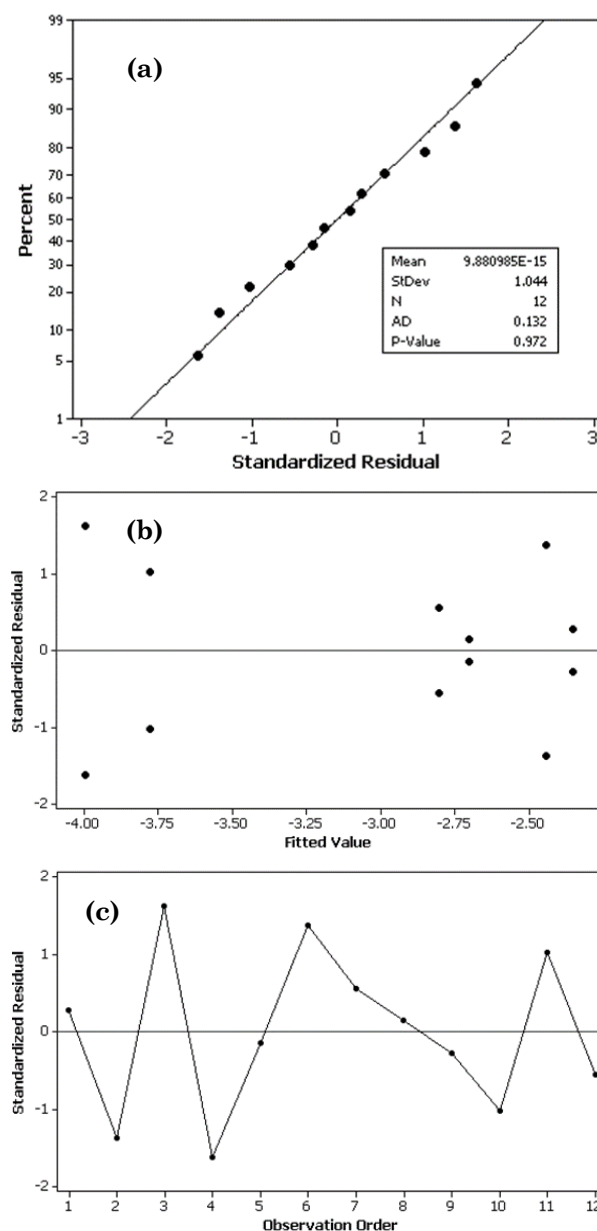 (a)
99
95
90
80
70
60
50
40
30
20
10
5
1
Percent
Mean 9.880985E-15
StDev 1.044
N 12
AD 0.132
P-Value 0.972
-3 -2 -1 0 1 2 3
Standardized Residual
(b)
2
1
0
-1
-2
Standardized Residual
-4.00 -3.75 -3.50 -3.25 -3.00 -2.75 -2.50
Fitted Value
(c)
2
1
0
-1
-2
Standardized Residual
1 2 3 4 5 6 7 8 9 10 11 12
Observation Order